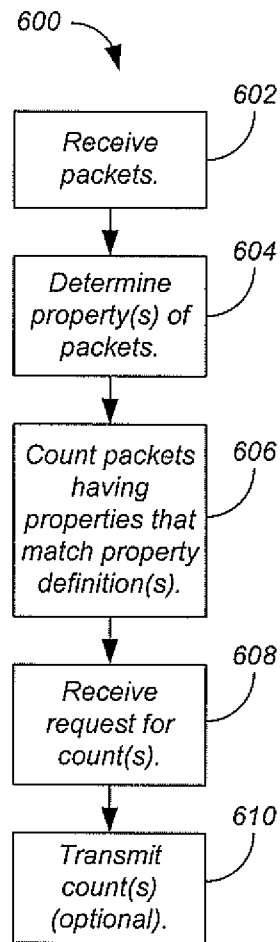 600
602
Receive
packets.
604
Determine
property(s) of
packets.
606
Count packets
having
properties that
match property
definition(s).
608
Receive
request for
count(s).
610
Transmit
count(s)
(optional).